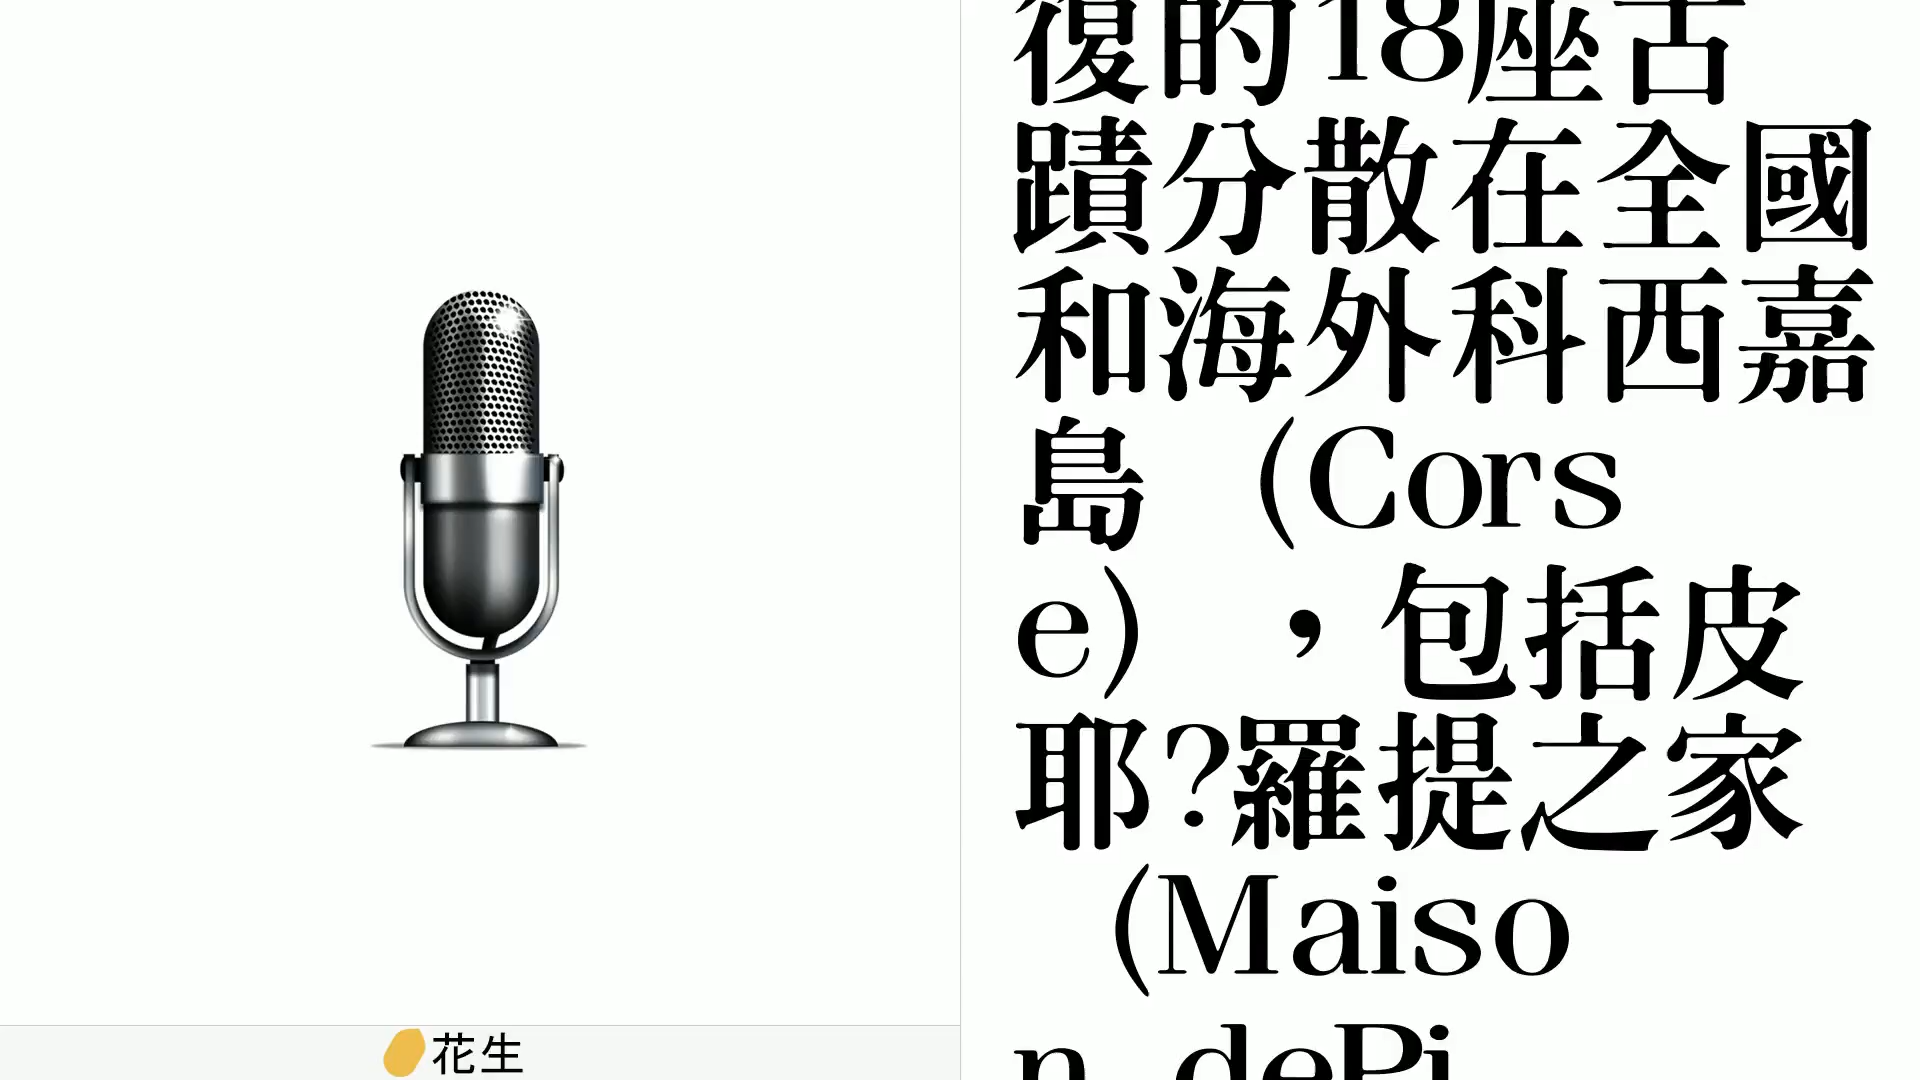 復的18座古
蹟分散在全國
和海外科西嘉
島 （Cors
e） ，包括皮
耶?羅提之家
（Maiso
n dePi
花生